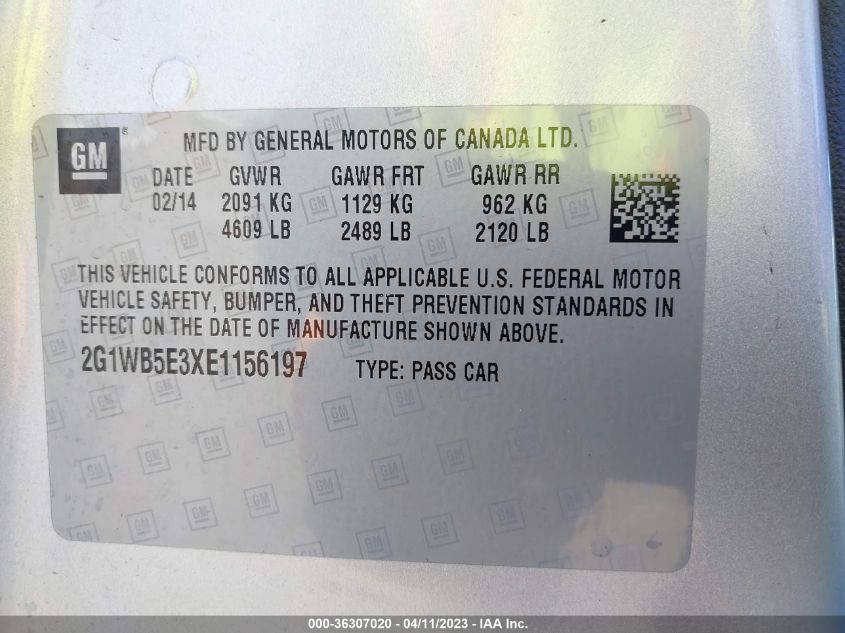 GM®
MFD BY GENERAL MOTORS OF CANADA LTD.
DATE GVWR GAWR FRT GAWR RR
02/14 2091 KG 1129 KG 962 KG
4609 LB 2489 LB 2120 LB
THIS VEHICLE CONFORMS TO ALL APPLICABLE U.S. FEDERAL MOTOR
VEHICLE SAFETY, BUMPER, AND THEFT PREVENTION STANDARDS IN
EFFECT ON THE DATE OF MANUFACTURE SHOWN ABOVE.
2G1WB5E3XE1156197 TYPE: PASS CAR
000-36307020 - 04/11/2023 - IAA Inc.